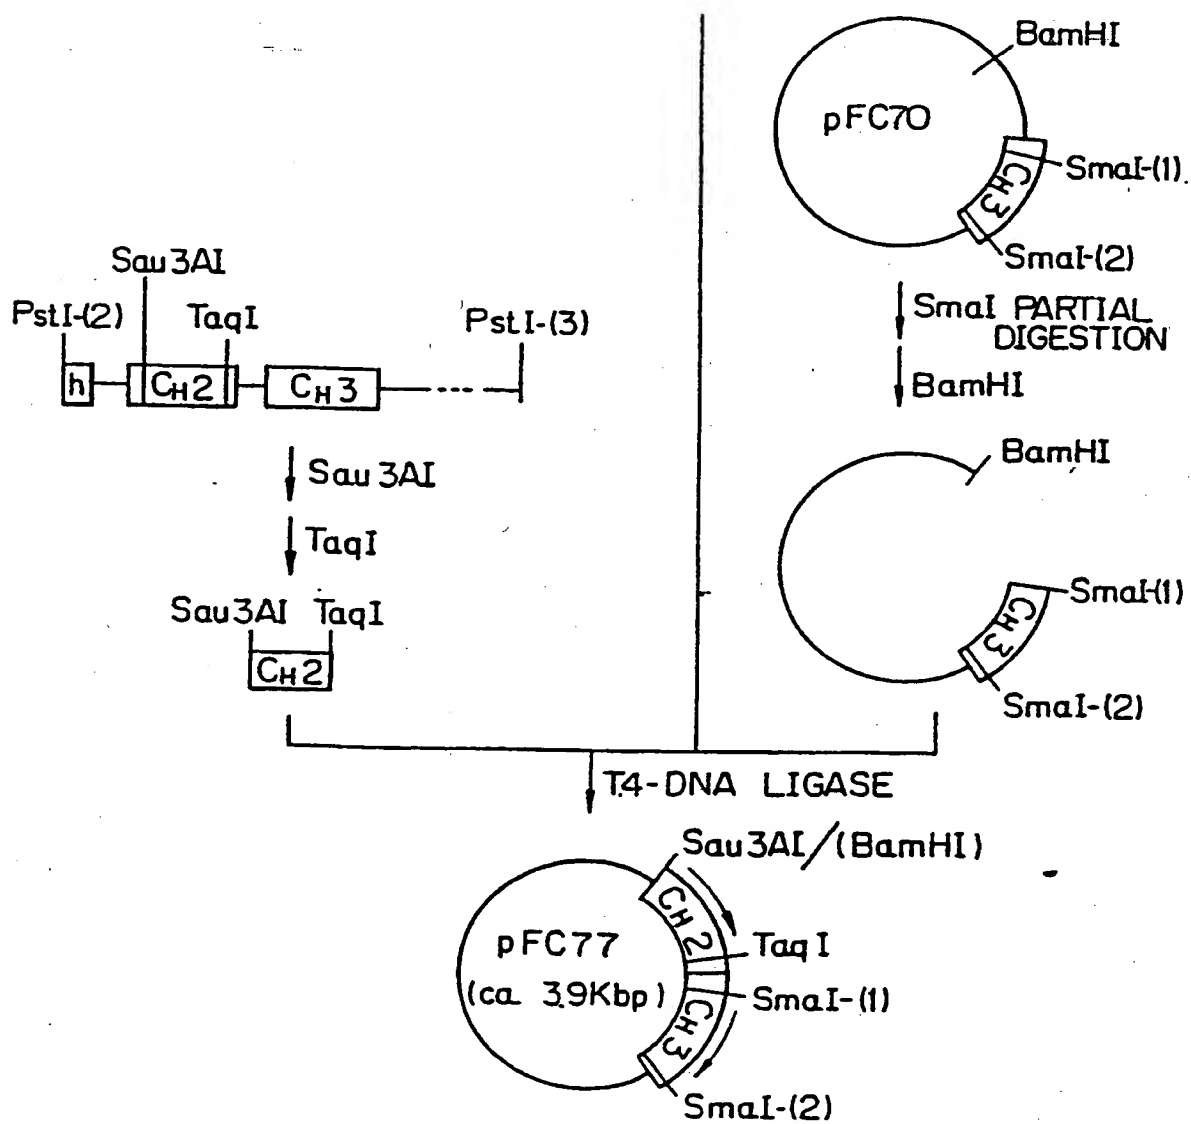 BamHI
pFC70
SmaI-(1)
CH3
SmaI-(2)
SmaI PARTIAL
DIGESTION
BamHI
Sau3AI
PstI-(2)
TaqI
PstI-(3)
h
CH2
CH3
Sau3AI
TaqI
Sau3AI
TaqI
CH2
BamHI
SmaI-(1)
CH3
SmaI-(2)
T4-DNA LIGASE
Sau3AI/(BamHI)
CH2
pFC77
(ca 3.9Kbp)
TaqI
SmaI-(1)
CH3
SmaI-(2)